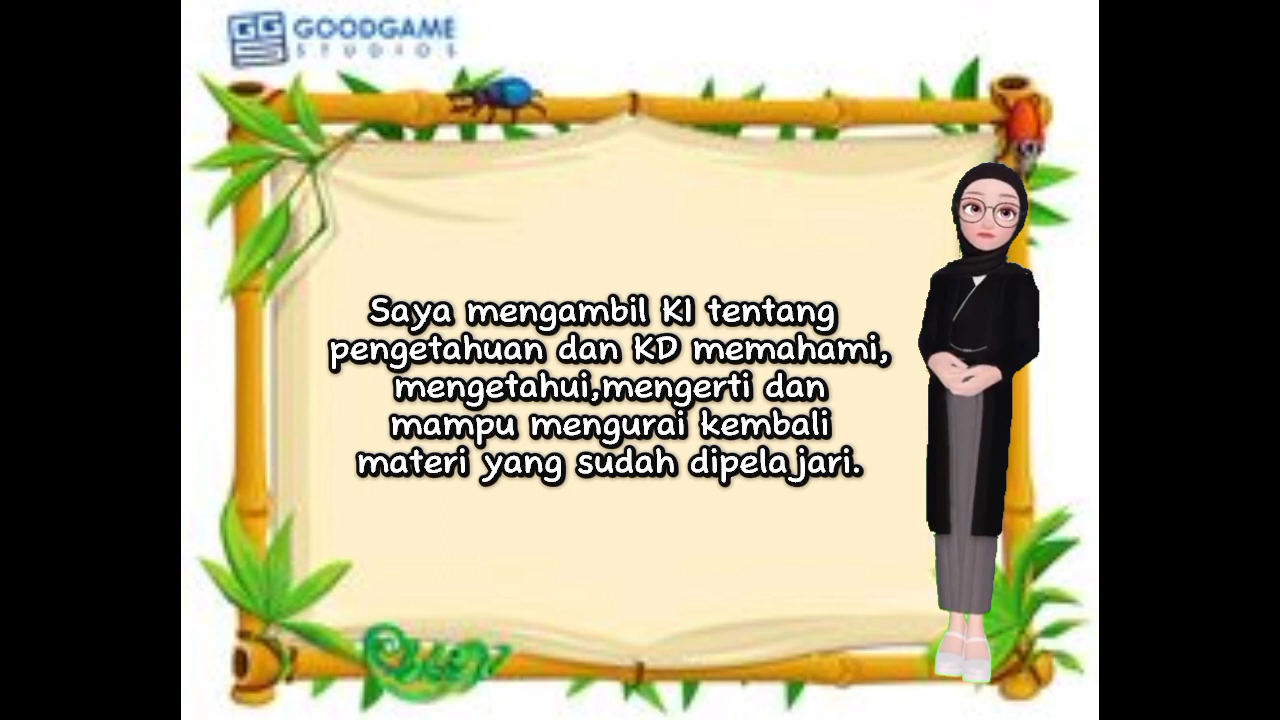 GGS GOODGAME
STUDIOS
Saya mengambil KI tentang
pengetahuan dan KD memahami,
mengetahui,mengerti dan
mampu mengurai kembali
materi yang sudah dipelajari.